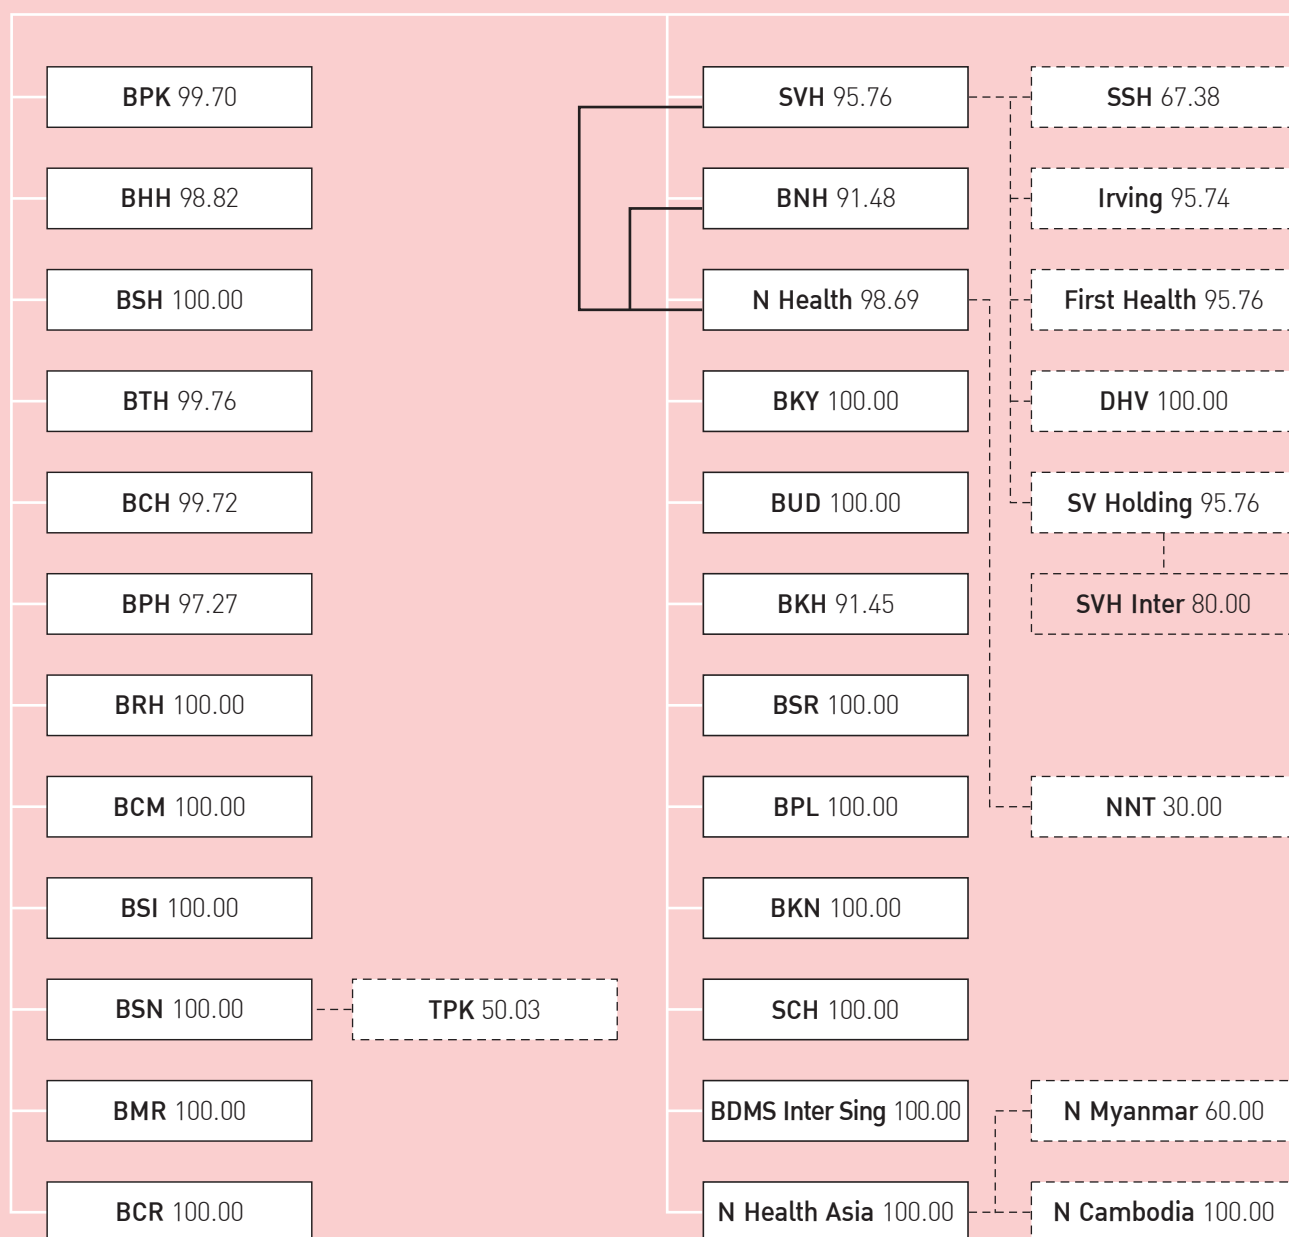 BPK 99.70
BHH 98.82
BSH 100.00
BTH 99.76
BCH 99.72
BPH 97.27
BRH 100.00
BCM 100.00
BSI 100.00
BSN 100.00
TPK 50.03
BMR 100.00
BCR 100.00
SVH 95.76
BNH 91.48
N Health 98.69
BKY 100.00
BUD 100.00
BKH 91.45
BSR 100.00
BPL 100.00
BKN 100.00
SCH 100.00
BDMS Inter Sing 100.00
N Health Asia 100.00
SSH 67.38
Irving 95.74
First Health 95.76
DHV 100.00
SV Holding 95.76
SVH Inter 80.00
NNT 30.00
N Myanmar 60.00
N Cambodia 100.00